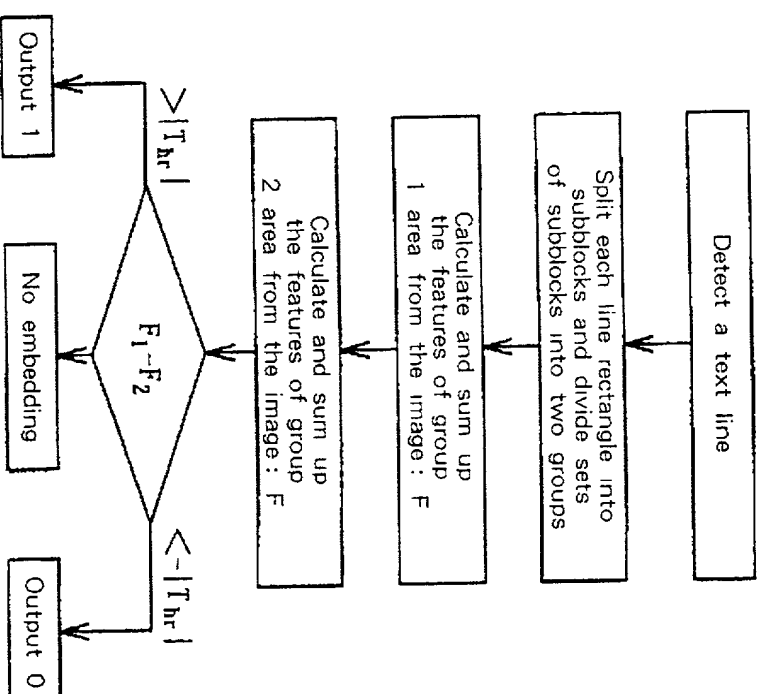 Detect a text line
Split each line rectangle into
subblocks and divide sets
of subblocks into two groups
Calculate and sum up
the features of group
1 area from the image: F
Calculate and sum up
the features of group
2 area from the image: F
F1-F2
>|Thr|
<-|Thr|
Output 1
No embedding
Output 0